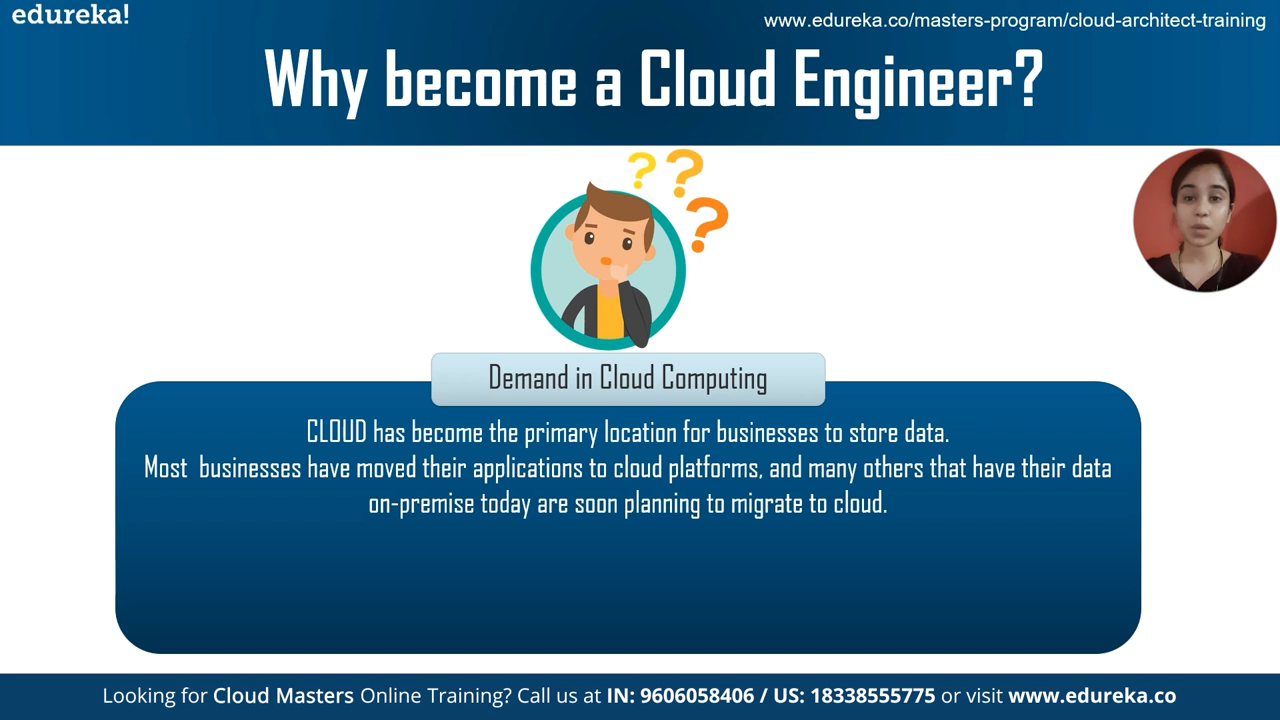 edureka!
www.edureka.co/masters-program/cloud-architect-training
Why become a Cloud Engineer?
? ? ?
Demand in Cloud Computing
CLOUD has become the primary location for businesses to store data.
Most businesses have moved their applications to cloud platforms, and many others that have their data
on-premise today are soon planning to migrate to cloud.
Looking for Cloud Masters Online Training? Call us at IN: 9606058406 / US: 18338555775 or visit www.edureka.co